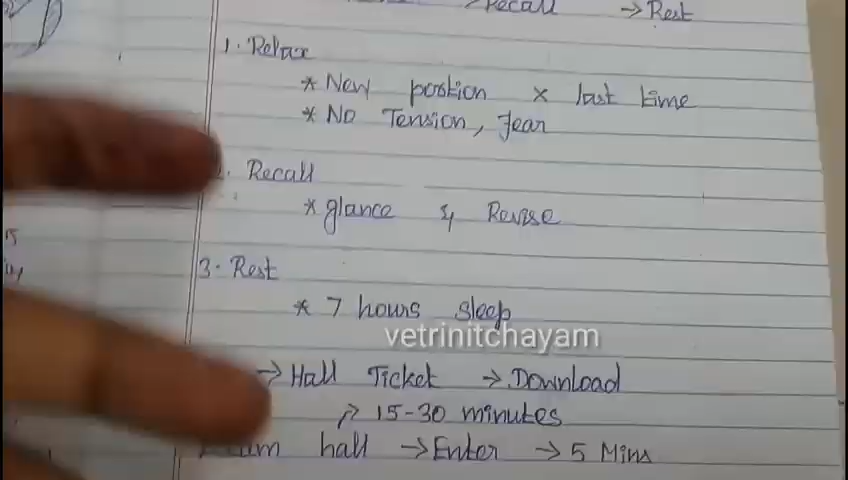 →Recall →Rest
1. Relax
* New portion × last time
* No Tension, Fear
. Recall
* glance & Revise
3. Rest
* 7 hours sleep
vetrinitchayam
→ Hall Ticket → Download
→ 15-30 minutes
hall → Enter → 5 Mins